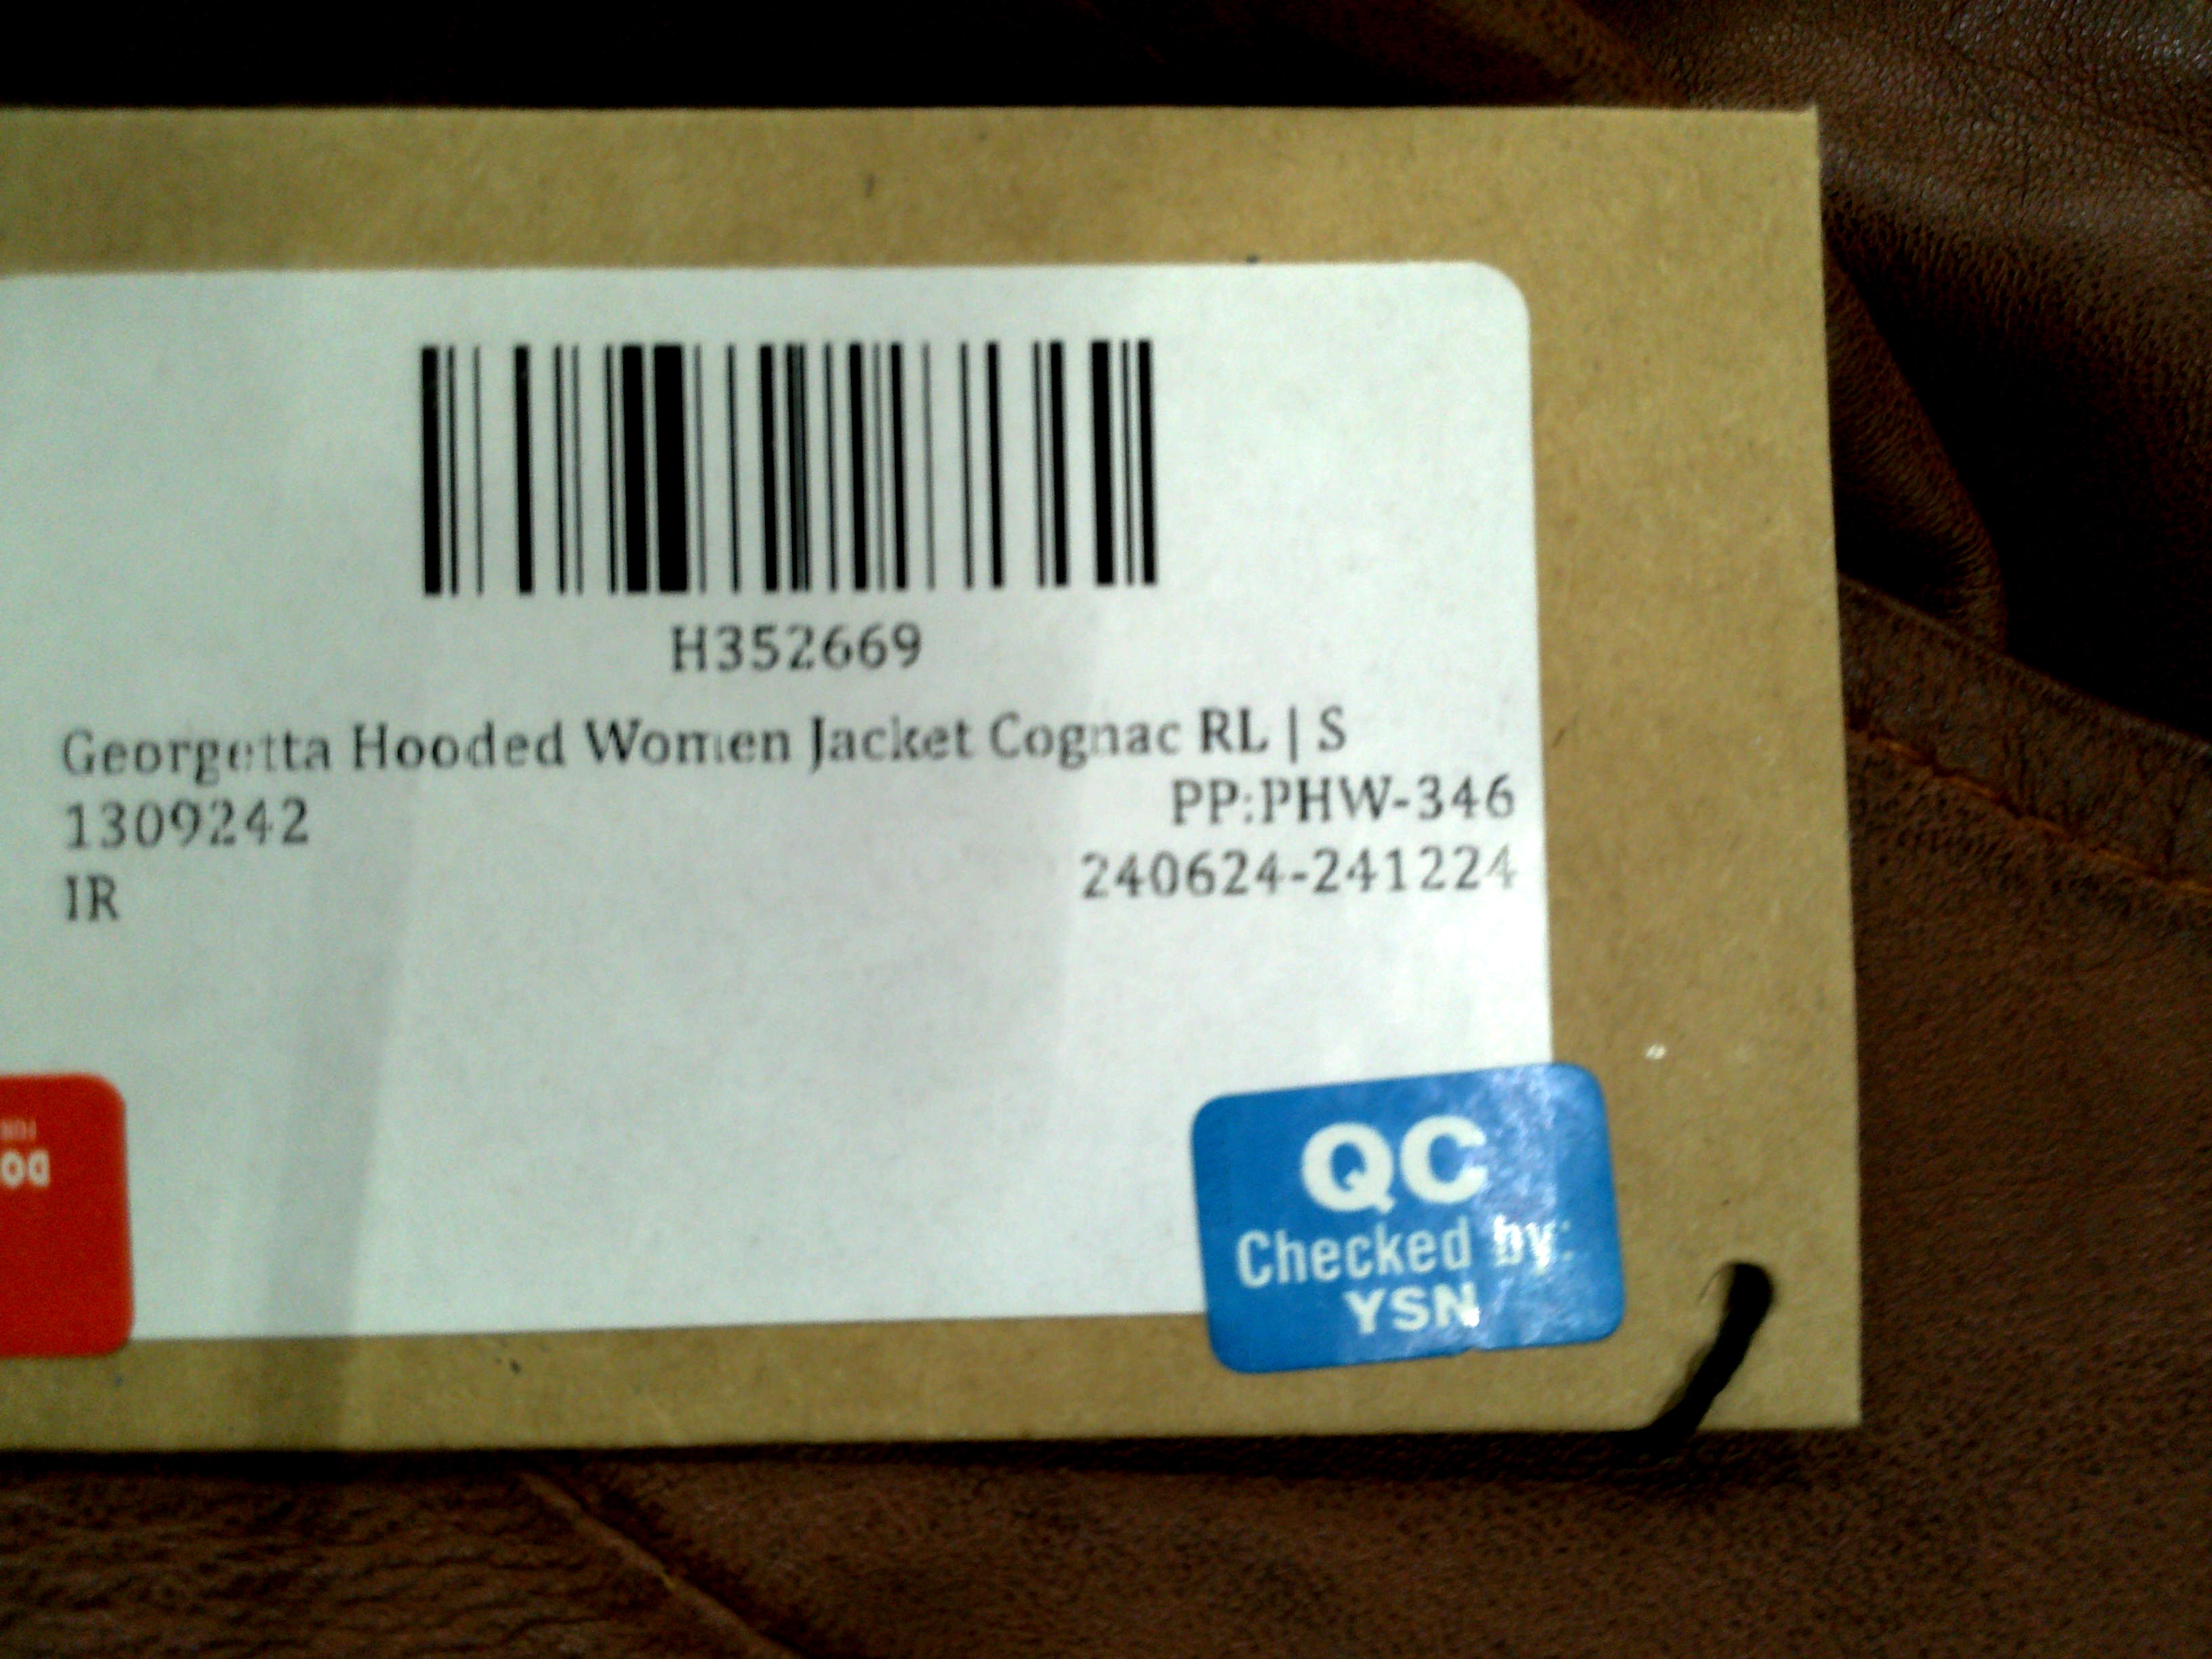 H352669
Georgetta Hooded Women Jacket Cognac RL | S
1309242
PP:PHW-346
IR
240624-241224
QC
Checked by:
YSN